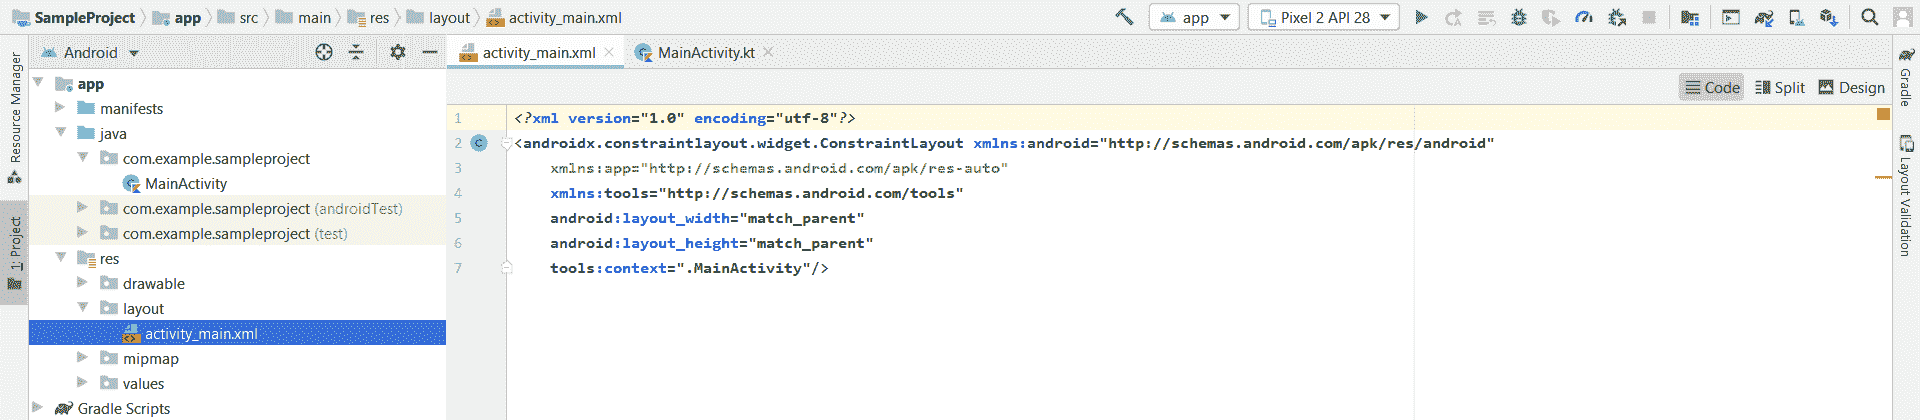 SampleProject app src main res layout activity_main.xml app Pixel 2 API 28
Resource Manager
1: Project
Android
app
manifests
java
com.example.sampleproject
MainActivity
com.example.sampleproject (androidTest)
com.example.sampleproject (test)
res
drawable
layout
activity_main.xml
mipmap
values
Gradle Scripts
activity_main.xml MainActivity.kt
Code Split Design
1 <?xml version="1.0" encoding="utf-8"?>
2 <androidx.constraintlayout.widget.ConstraintLayout xmlns:android="http://schemas.android.com/apk/res/android"
3 xmlns:app="http://schemas.android.com/apk/res-auto"
4 xmlns:tools="http://schemas.android.com/tools"
5 android:layout_width="match_parent"
6 android:layout_height="match_parent"
7 tools:context=".MainActivity"/>
Gradle
Layout Validation